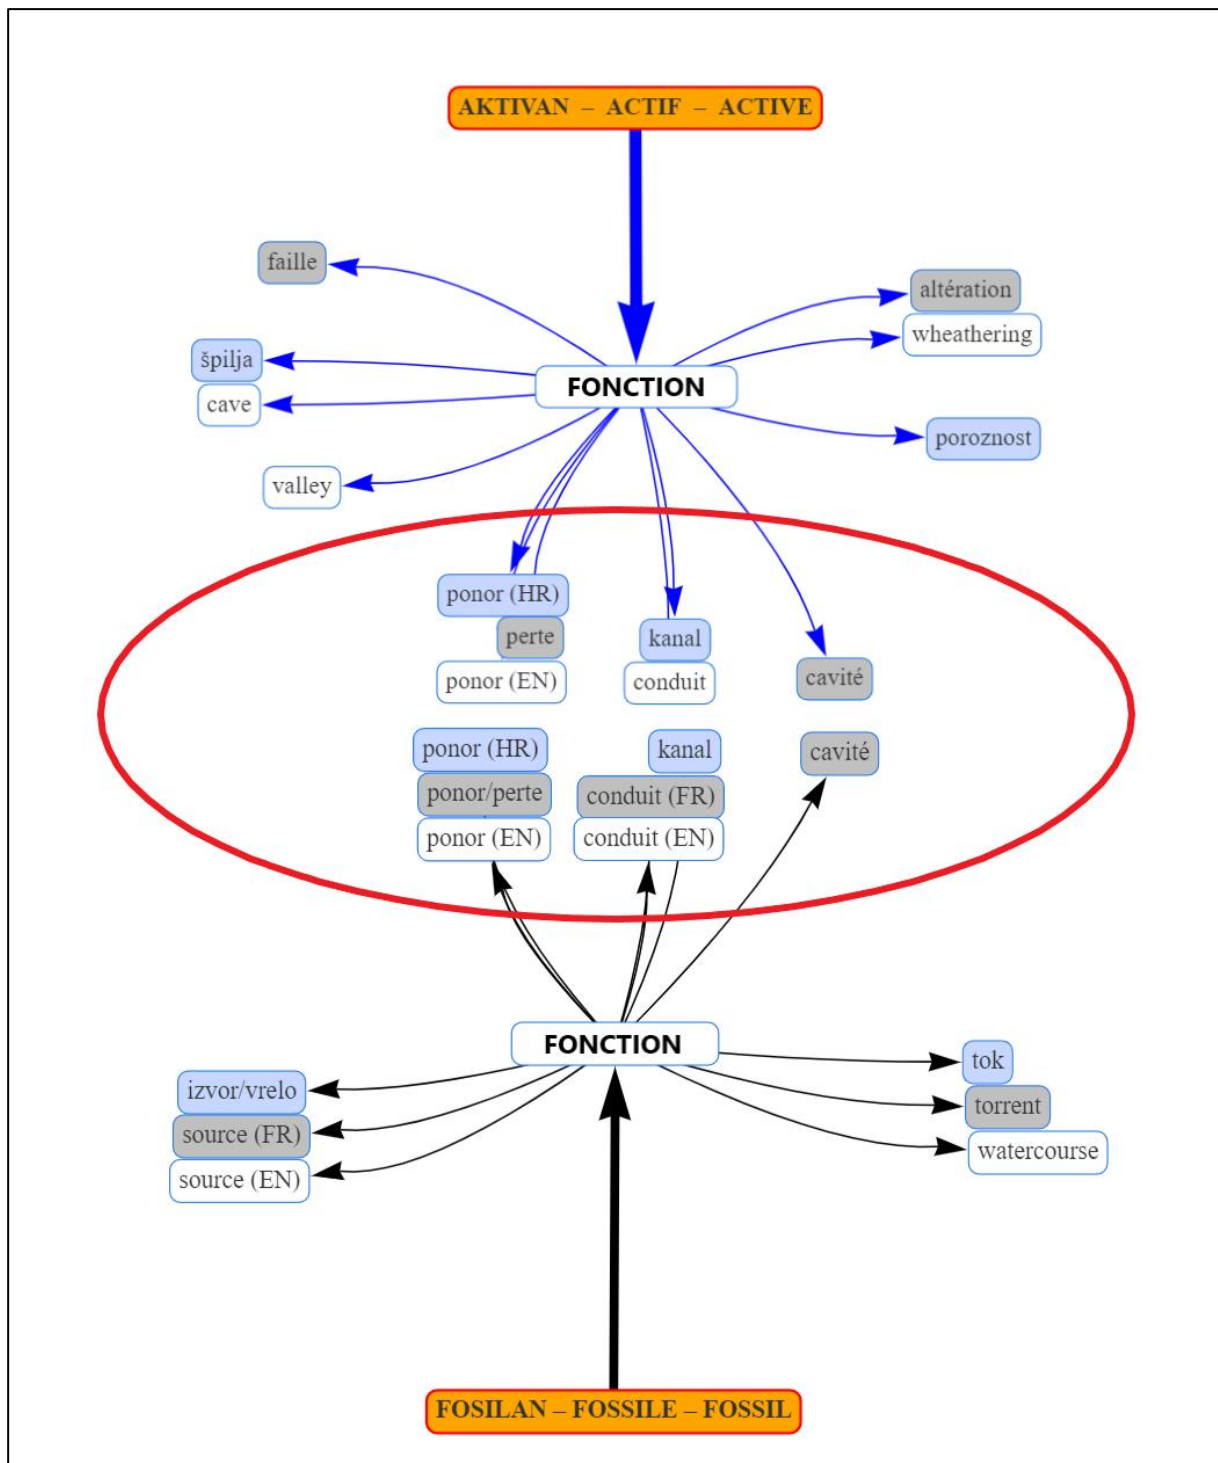 AKTIVAN – ACTIF – ACTIVE
faille
altération
wheathering
špilja
cave
FONCTION
poroznost
valley
ponor (HR)
perte
ponor (EN)
kanal
conduit
cavité
ponor (HR)
ponor/perte
ponor (EN)
kanal
conduit (FR)
conduit (EN)
cavité
FONCTION
izvor/vrelo
source (FR)
source (EN)
tok
torrent
watercourse
FOSILAN – FOSSILE – FOSSIL